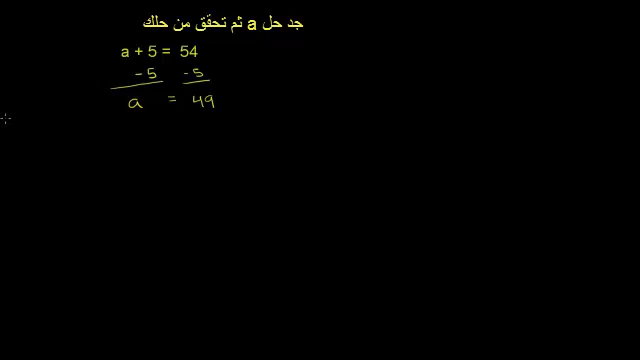 جد حل a ثم تحقق من حلك
a + 5 = 54
- 5 - 5
a = 49